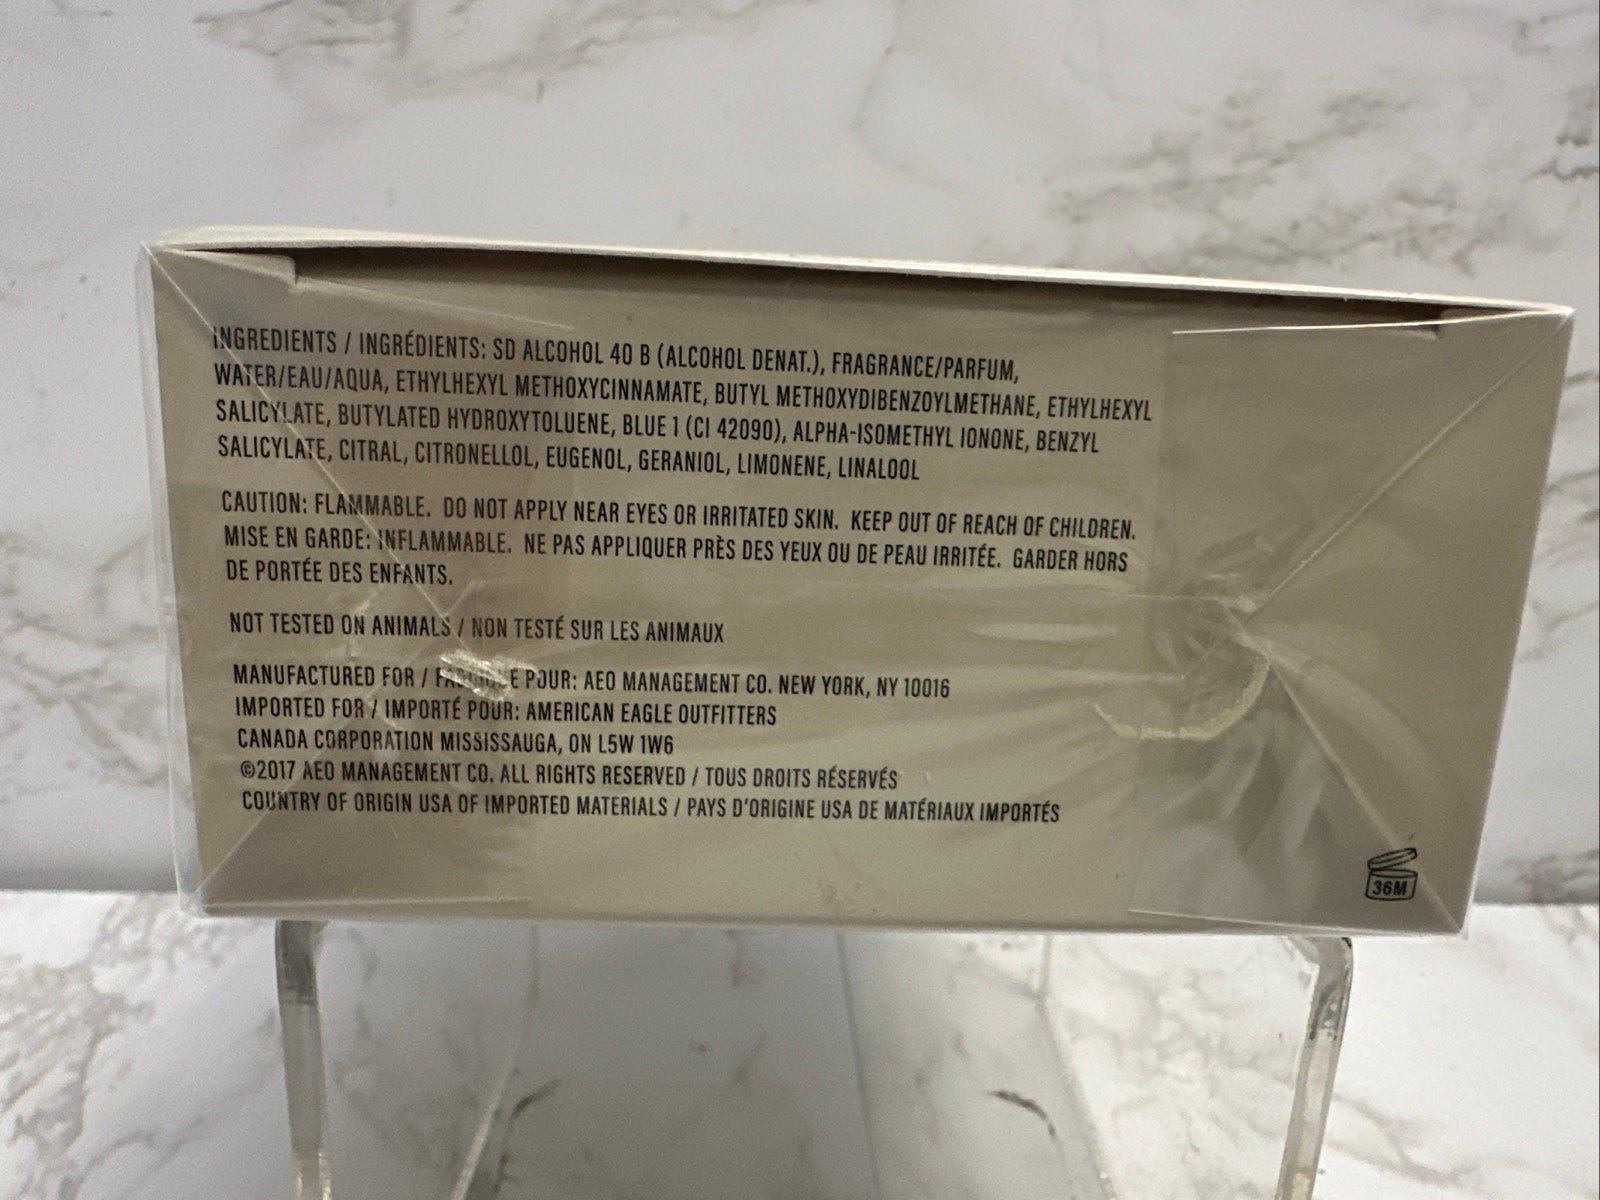 INGREDIENTS / INGRÉDIENTS: SD ALCOHOL 40 B (ALCOHOL DENAT.), FRAGRANCE/PARFUM,
WATER/EAU/AQUA, ETHYLHEXYL METHOXYCINNAMATE, BUTYL METHOXYDIBENZOYLMETHANE, ETHYLHEXYL
SALICYLATE, BUTYLATED HYDROXYTOLUENE, BLUE 1 (CI 42090), ALPHA-ISOMETHYL IONONE, BENZYL
SALICYLATE, CITRAL, CITRONELLOL, EUGENOL, GERANIOL, LIMONENE, LINALOOL
CAUTION: FLAMMABLE. DO NOT APPLY NEAR EYES OR IRRITATED SKIN. KEEP OUT OF REACH OF CHILDREN.
MISE EN GARDE: INFLAMMABLE. NE PAS APPLIQUER PRÈS DES YEUX OU DE PEAU IRRITÉE. GARDER HORS
DE PORTÉE DES ENFANTS.
NOT TESTED ON ANIMALS / NON TESTÉ SUR LES ANIMAUX
MANUFACTURED FOR / POUR: AEO MANAGEMENT CO. NEW YORK, NY 10016
IMPORTED FOR / IMPORTÉ POUR: AMERICAN EAGLE OUTFITTERS
CANADA CORPORATION MISSISSAUGA, ON L5W 1W6
©2017 AEO MANAGEMENT CO. ALL RIGHTS RESERVED / TOUS DROITS RÉSERVÉS
COUNTRY OF ORIGIN USA OF IMPORTED MATERIALS / PAYS D'ORIGINE USA DE MATÉRIAUX IMPORTÉS
36M